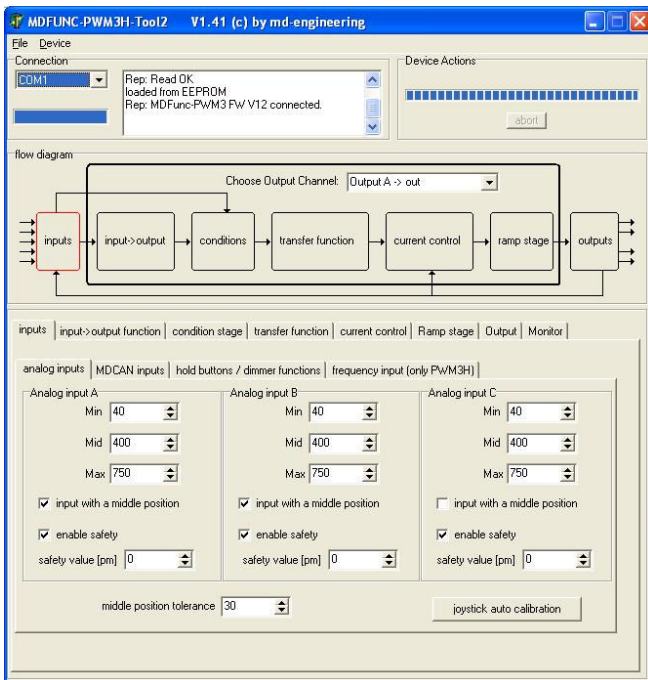 MDFUNC-PWM3H-Tool2 V1.41 (c) by md-engineering
File Device
Connection
COM1
Rep: Read OK
loaded from EEPROM
Rep: MDFunc-PWM3 FW V12 connected.
Device Actions
abort
flow diagram
Choose Output Channel: Output A -> out
inputs
input->output
conditions
transfer function
current control
ramp stage
outputs
inputs input->output function condition stage transfer function current control Ramp stage Output Monitor
analog inputs MDCAN inputs hold buttons / dimmer functions frequency input (only PWM3H)
Analog input A
Min 40
Mid 400
Max 750
input with a middle position
enable safety
safety value [pm] 0
Analog input B
Min 40
Mid 400
Max 750
input with a middle position
enable safety
safety value [pm] 0
Analog input C
Min 40
Mid 400
Max 750
input with a middle position
enable safety
safety value [pm] 0
middle position tolerance 30
joystick auto calibration